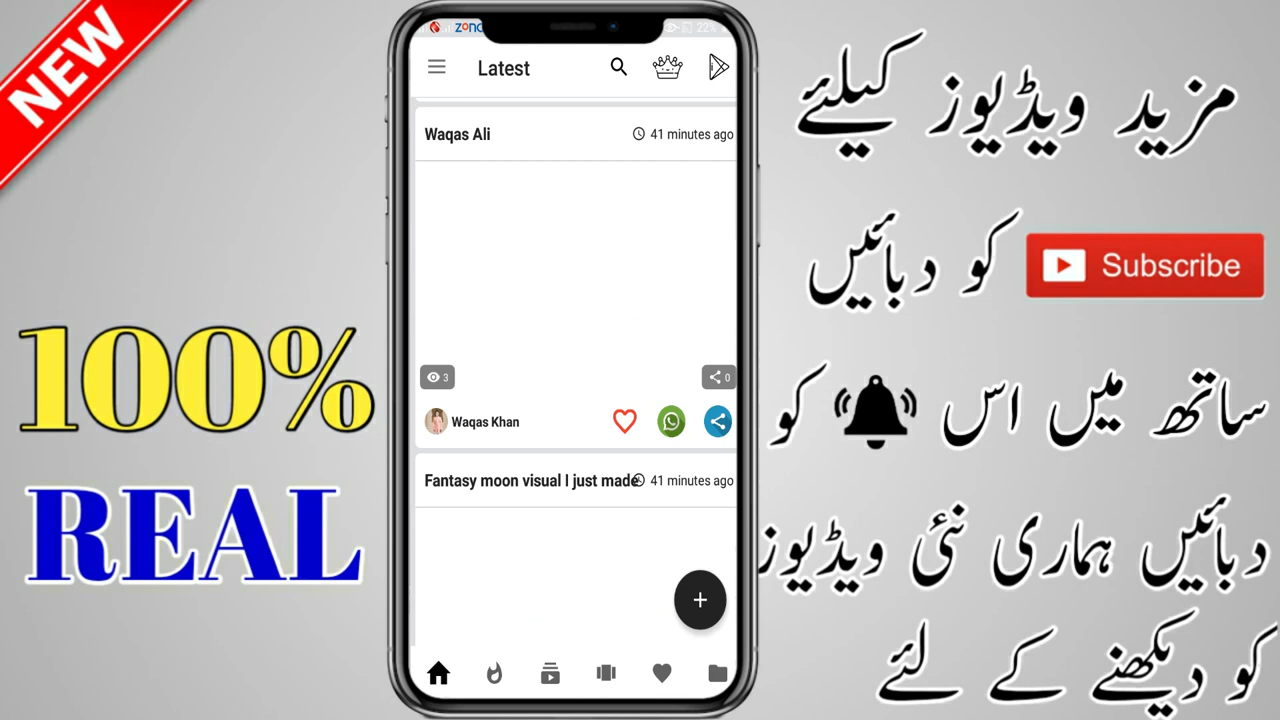 NEW
100%
REAL
zonc
22%
Latest
Waqas Ali 41 minutes ago
3 0
Waqas Khan
Fantasy moon visual I just made 41 minutes ago
+
مزید ویڈیوز کیلئے
Subscribe کو دبائیں
ساتھ میں اس کو
دبائیں ہماری نئی ویڈیوز
کو دیکھنے کے لئے